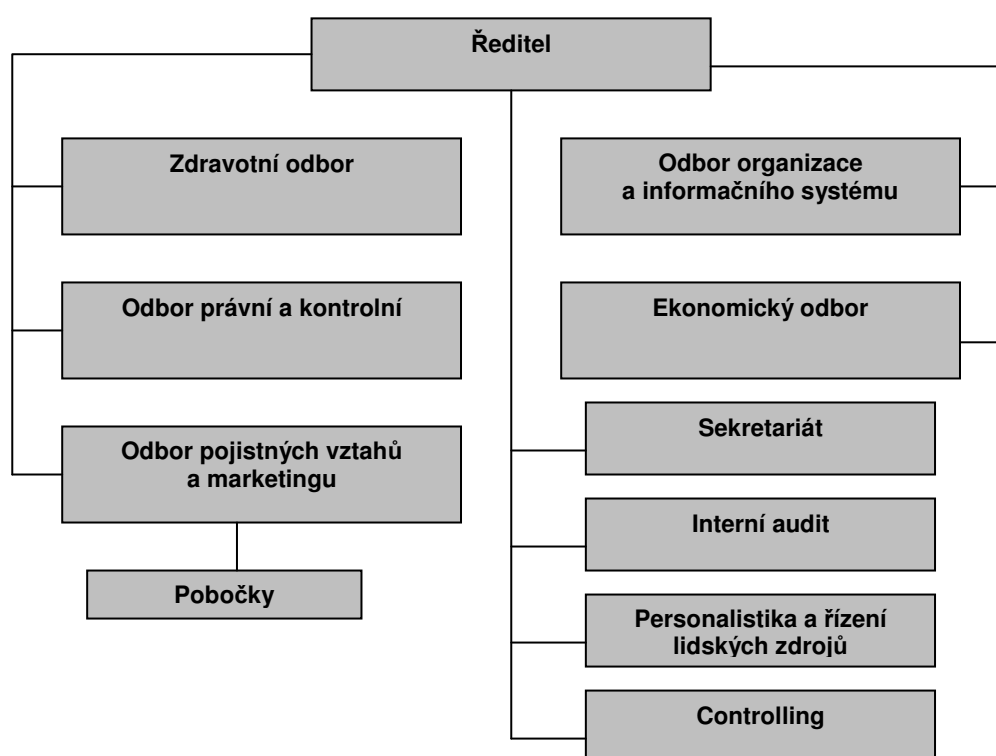 Ředitel
Zdravotní odbor
Odbor organizace
a informačního systému
Odbor právní a kontrolní
Ekonomický odbor
Odbor pojistných vztahů
a marketingu
Sekretariát
Interní audit
Pobočky
Personalistika a řízení
lidských zdrojů
Controlling